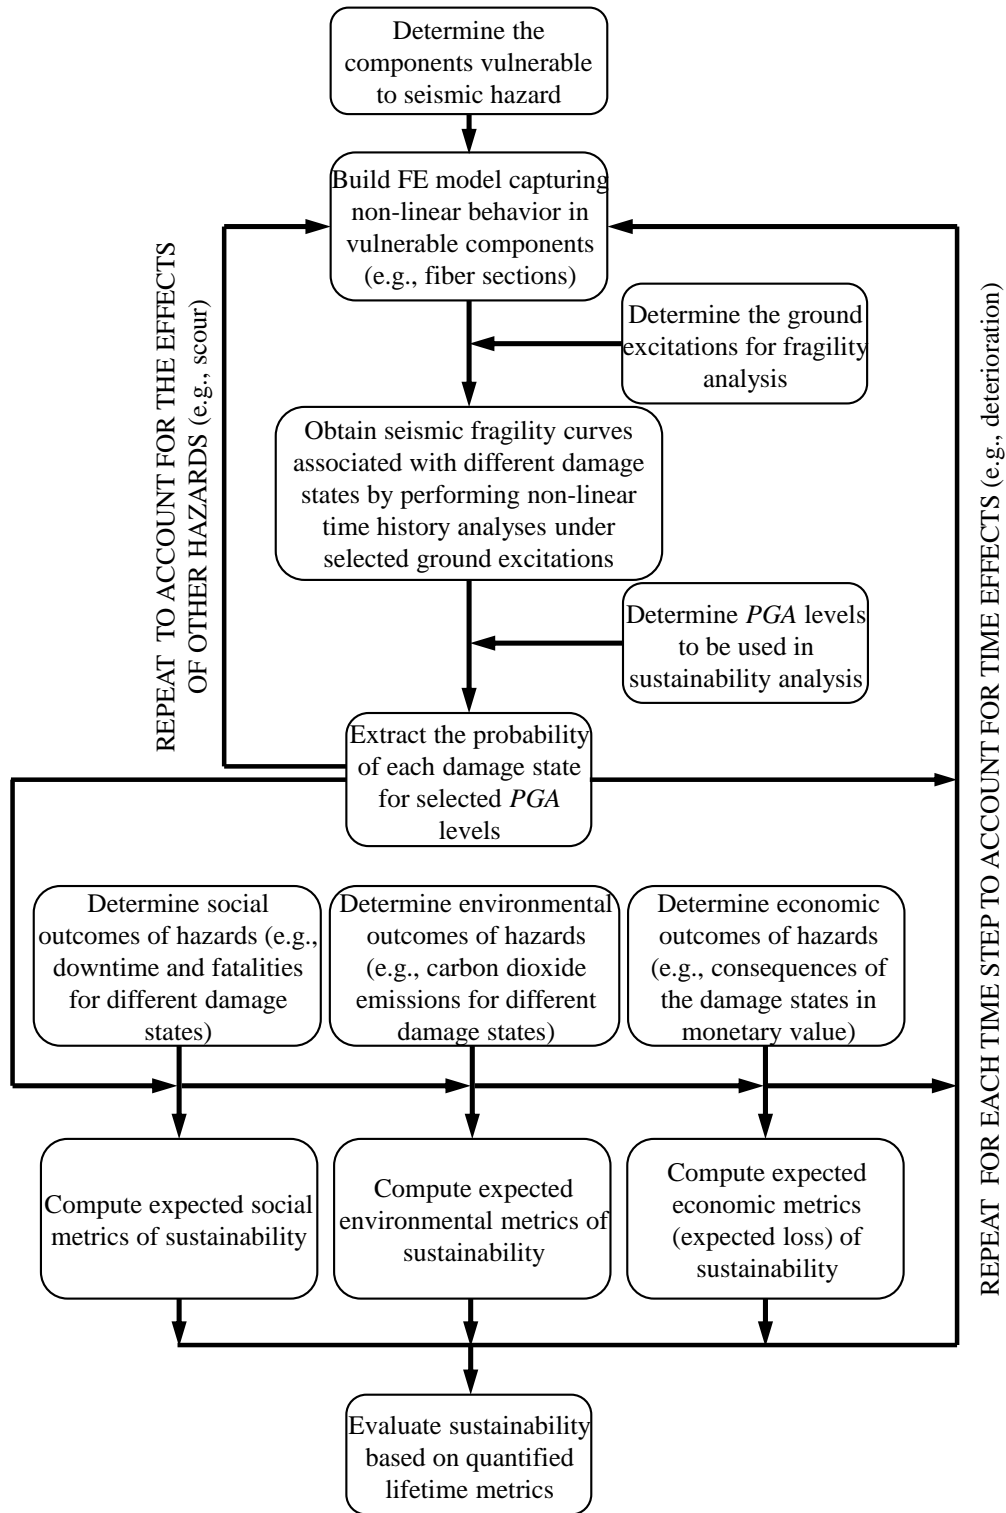 Determine the
components vulnerable
to seismic hazard
Build FE model capturing
non-linear behavior in
vulnerable components
(e.g., fiber sections)
Determine the ground
excitations for fragility
analysis
Obtain seismic fragility curves
associated with different damage
states by performing non-linear
time history analyses under
selected ground excitations
Determine PGA levels
to be used in
sustainability analysis
Extract the probability
of each damage state
for selected PGA
levels
REPEAT TO ACCOUNT FOR THE EFFECTS
OF OTHER HAZARDS (e.g., scour)
REPEAT FOR EACH TIME STEP TO ACCOUNT FOR TIME EFFECTS (e.g., deterioration)
Determine social
outcomes of hazards (e.g.,
downtime and fatalities
for different damage
states)
Determine environmental
outcomes of hazards
(e.g., carbon dioxide
emissions for different
damage states)
Determine economic
outcomes of hazards
(e.g., consequences of
the damage states in
monetary value)
Compute expected social
metrics of sustainability
Compute expected
environmental metrics of
sustainability
Compute expected
economic metrics
(expected loss) of
sustainability
Evaluate sustainability
based on quantified
lifetime metrics